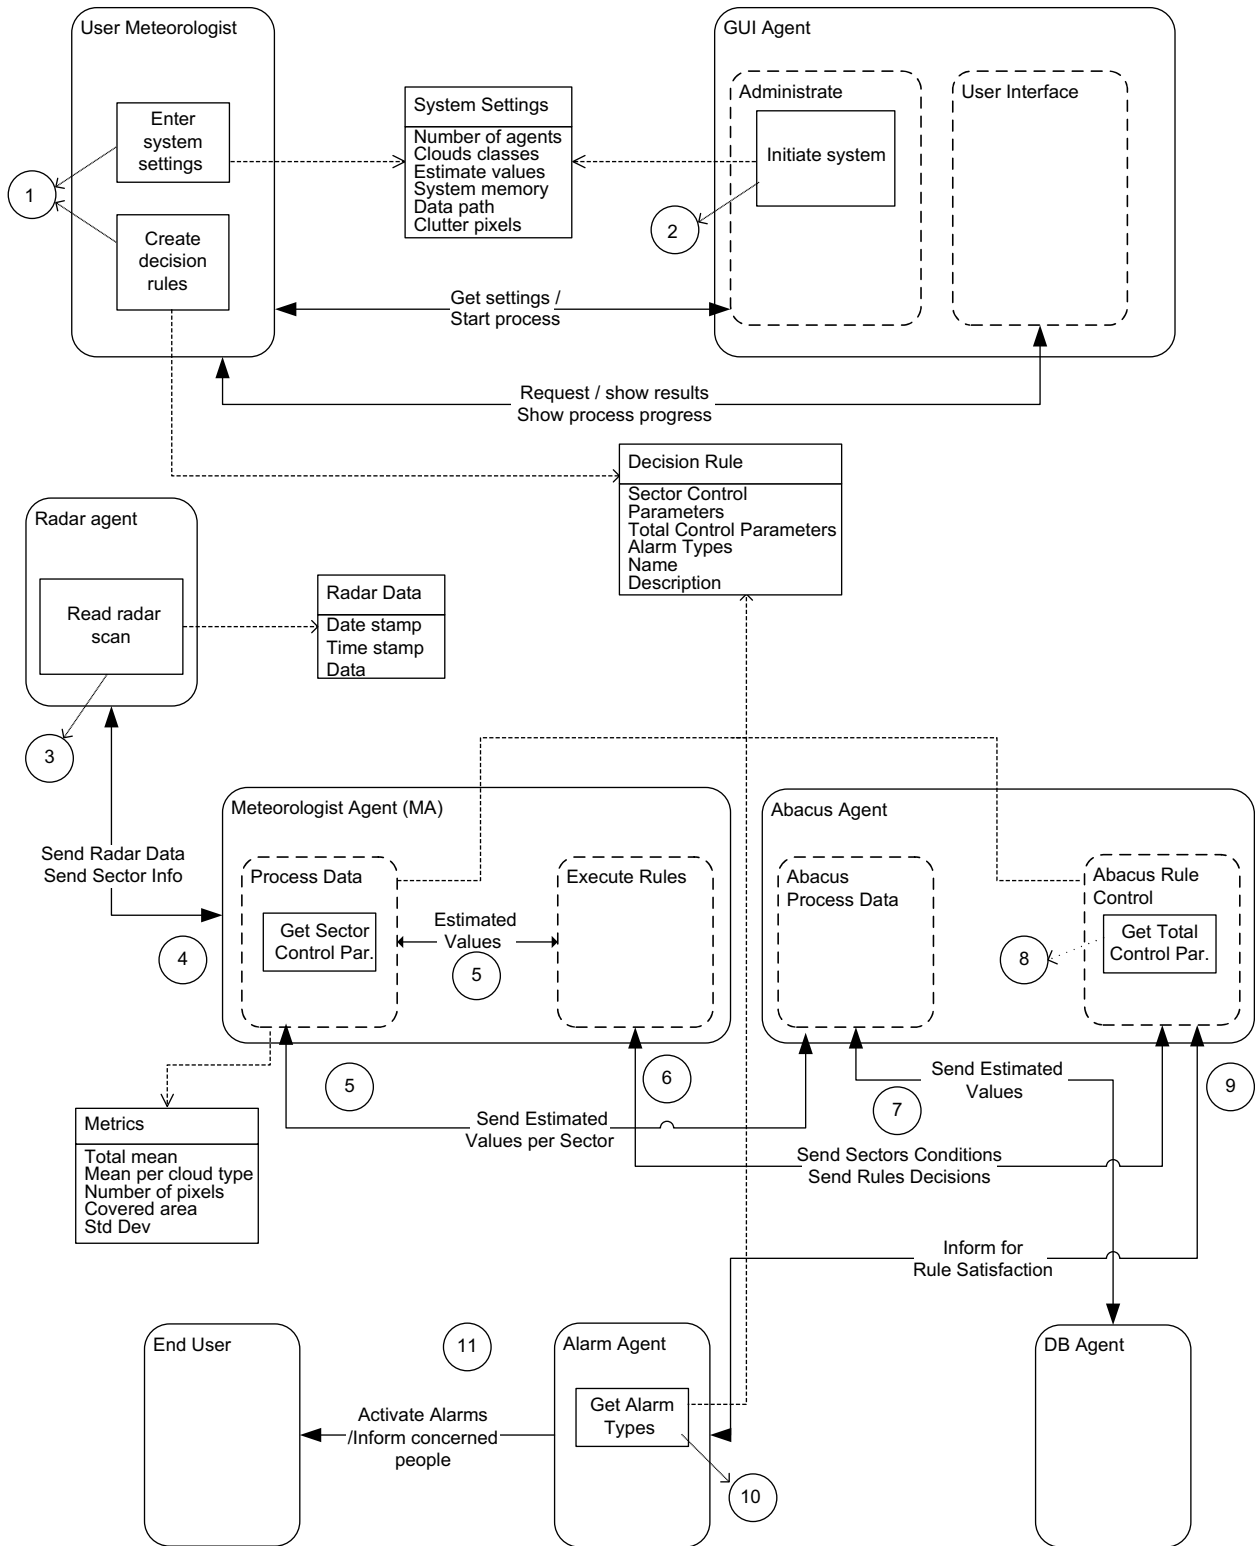 User Meteorologist
GUI Agent
Enter
system
settings
System Settings
Number of agents
Clouds classes
Estimate values
System memory
Data path
Clutter pixels
Administrate
User Interface
Initiate system
1
2
Create
decision
rules
Get settings /
Start process
Request / show results
Show process progress
Decision Rule
Sector Control
Parameters
Total Control Parameters
Alarm Types
Name
Description
Radar agent
Read radar
scan
Radar Data
Date stamp
Time stamp
Data
3
Send Radar Data
Send Sector Info
4
Meteorologist Agent (MA)
Process Data
Get Sector
Control Par.
Estimated
Values
5
Execute Rules
Abacus Agent
Abacus
Process Data
Abacus Rule
Control
Get Total
Control Par.
8
5
6
7
9
Send Estimated
Values
Metrics
Total mean
Mean per cloud type
Number of pixels
Covered area
Std Dev
Send Estimated
Values per Sector
Send Sectors Conditions
Send Rules Decisions
Inform for
Rule Satisfaction
End User
11
Alarm Agent
DB Agent
Get Alarm
Types
Activate Alarms
/Inform concerned
people
10